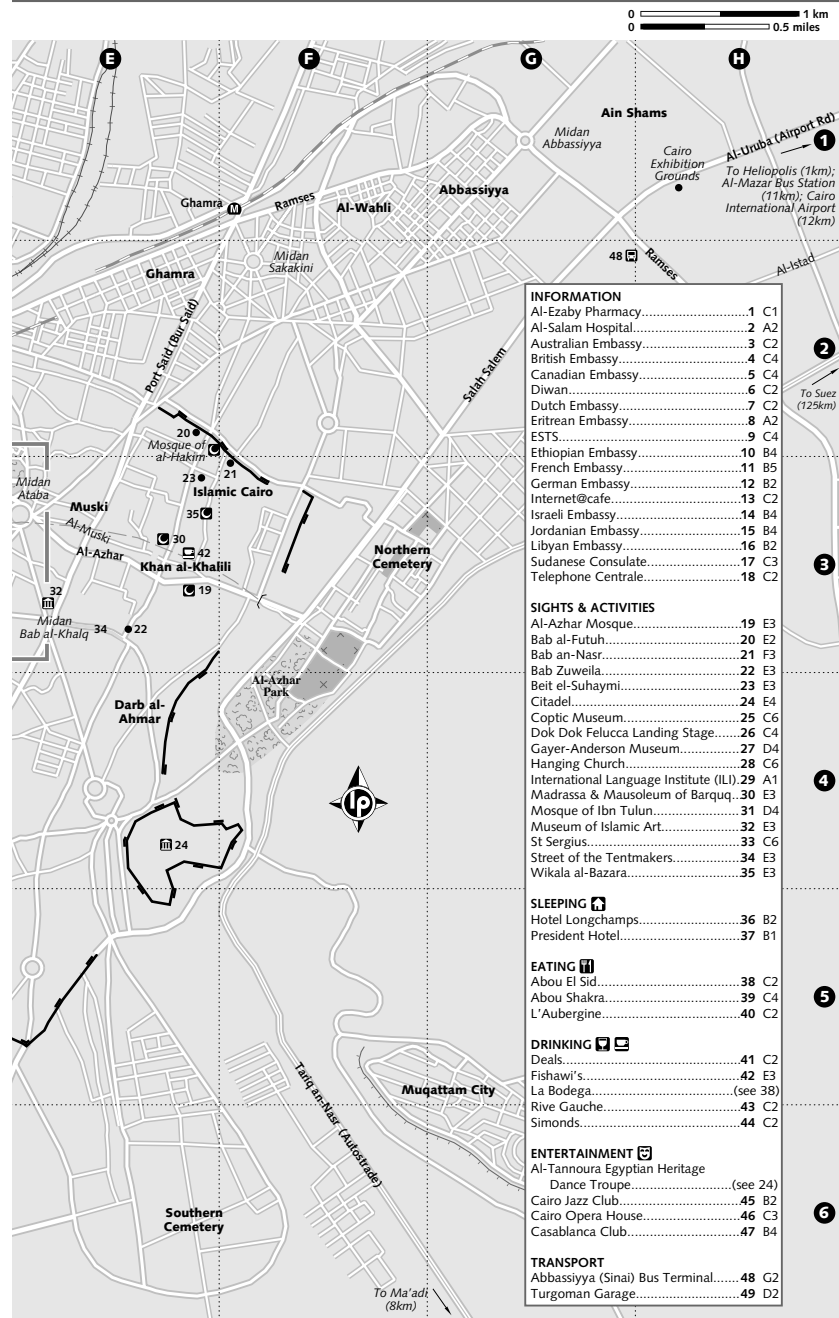 0 1 km
0 0.5 miles
E F G H
Ain Shams
Midan
Abbassiyya
Cairo
Exhibition
Grounds
Al-Uruba (Airport Rd)
1
To Heliopolis (1km);
Al-Mazar Bus Station
(11km); Cairo
International Airport
(12km)
Abbassiyya
Al-Wahli
Ramses
Ghamra
M
Ghamra
Midan
Sakakini
48
Ramses
Al-Istad
Port Said (Bur Said)
Salah Salem
2
To Suez
(125km)
20
Mosque of
al-Hakim
21
23
Islamic Cairo
Midan
Ataba
Muski
35
Al-Muski
30
Al-Azhar
42
Khan al-Khalili
19
Northern
Cemetery
3
32
Midan
Bab al-Khalq
34
22
Al-Azhar
Park
Darb al-
Ahmar
lp
4
24
5
Tariq an-Nasr (Autostrade)
Muqattam City
Southern
Cemetery
6
To Ma'adi
(8km)
INFORMATION
Al-Ezaby Pharmacy...........................1 C1
Al-Salam Hospital.............................2 A2
Australian Embassy...........................3 C2
British Embassy.................................4 C4
Canadian Embassy............................5 C4
Diwan................................................6 C2
Dutch Embassy..................................7 C2
Eritrean Embassy...............................8 A2
ESTS...................................................9 C4
Ethiopian Embassy..........................10 B4
French Embassy...............................11 B5
German Embassy.............................12 B2
Internet@cafe..................................13 C2
Israeli Embassy................................14 B4
Jordanian Embassy..........................15 B4
Libyan Embassy...............................16 B2
Sudanese Consulate........................17 C3
Telephone Centrale.........................18 C2
SIGHTS & ACTIVITIES
Al-Azhar Mosque.............................19 E3
Bab al-Futuh....................................20 E2
Bab an-Nasr.....................................21 F3
Bab Zuweila.....................................22 E3
Beit el-Suhaymi................................23 E3
Citadel..............................................24 E4
Coptic Museum...............................25 C6
Dok Dok Felucca Landing Stage......26 C4
Gayer-Anderson Museum...............27 D4
Hanging Church...............................28 C6
International Language Institute (ILI).29 A1
Madrassa & Mausoleum of Barquq..30 E3
Mosque of Ibn Tulun.......................31 D4
Museum of Islamic Art....................32 E3
St Sergius.........................................33 C6
Street of the Tentmakers.................34 E3
Wikala al-Bazara..............................35 E3
SLEEPING
Hotel Longchamps...........................36 B2
President Hotel.................................37 B1
EATING
Abou El Sid......................................38 C2
Abou Shakra....................................39 C4
L'Aubergine.....................................40 C2
DRINKING
Deals................................................41 C2
Fishawi's...........................................42 E3
La Bodega...................................(see 38)
Rive Gauche.....................................43 C2
Simonds...........................................44 C2
ENTERTAINMENT
Al-Tannoura Egyptian Heritage
Dance Troupe..........................(see 24)
Cairo Jazz Club................................45 B2
Cairo Opera House..........................46 C3
Casablanca Club..............................47 B4
TRANSPORT
Abbassiyya (Sinai) Bus Terminal.......48 G2
Turgoman Garage............................49 D2